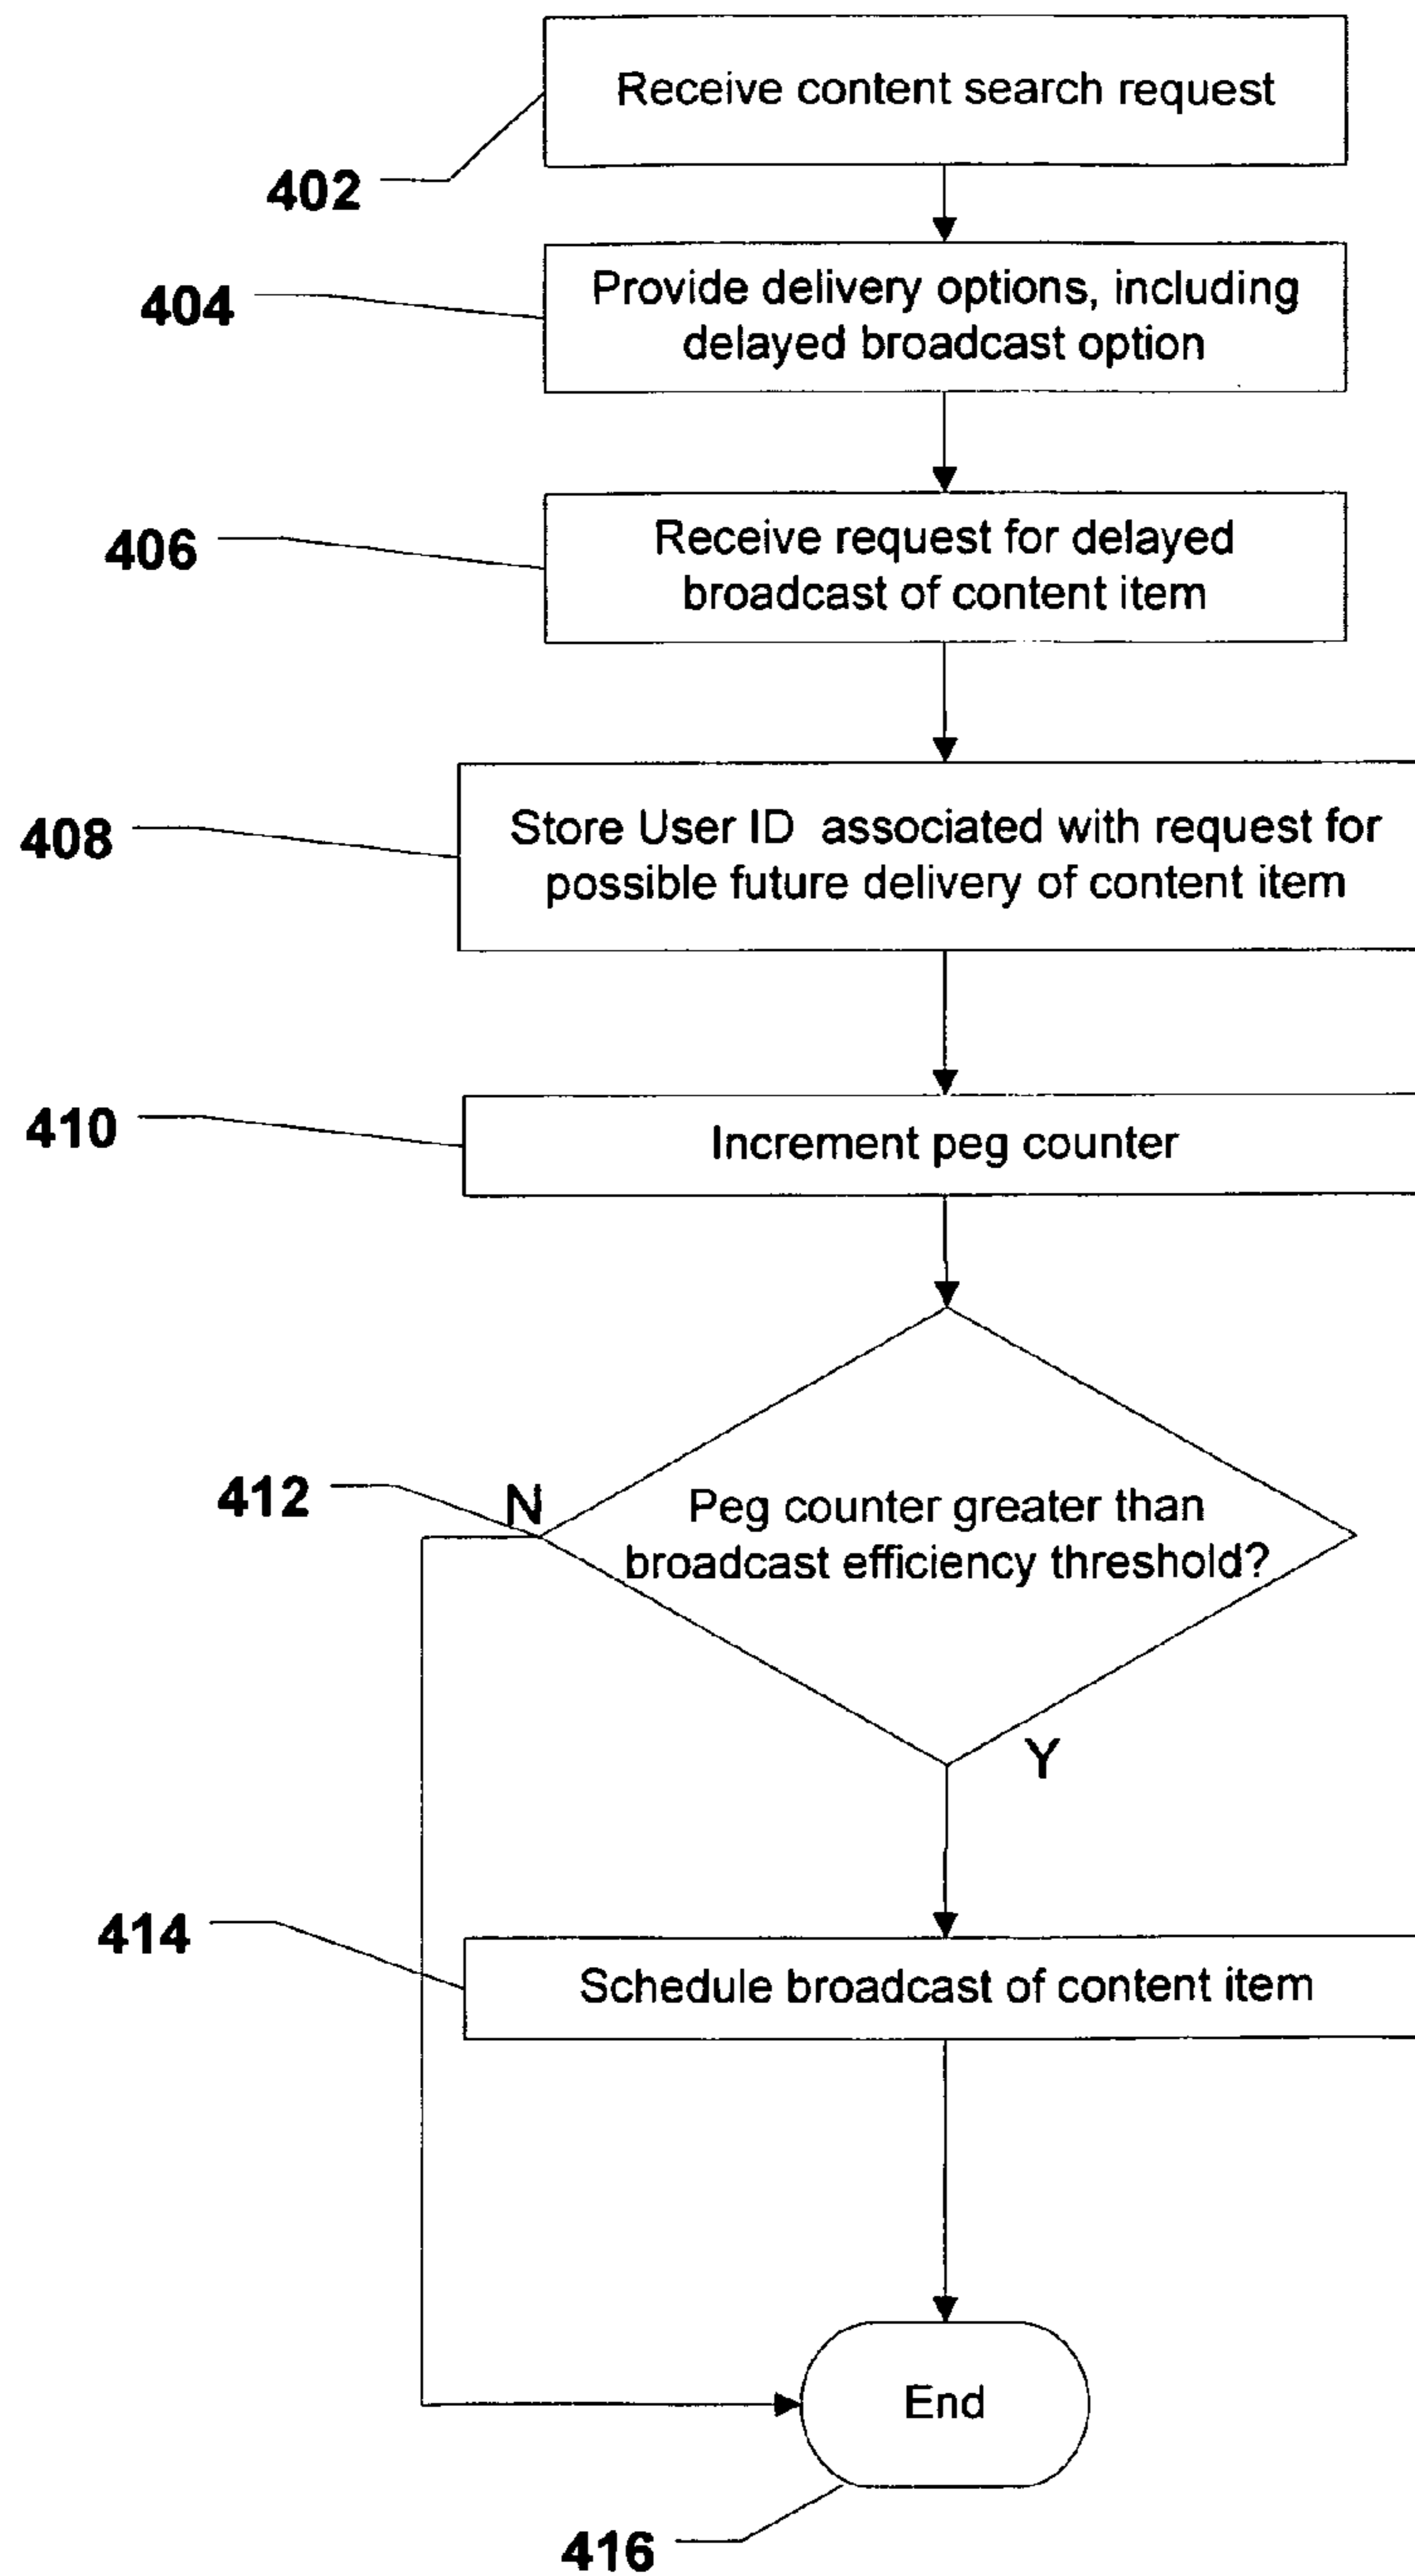 Receive content search request
402
Provide delivery options, including
delayed broadcast option
404
Receive request for delayed
broadcast of content item
406
Store User ID associated with request for
possible future delivery of content item
408
Increment peg counter
410
412
N
Peg counter greater than
broadcast efficiency threshold?
Y
414
Schedule broadcast of content item
End
416